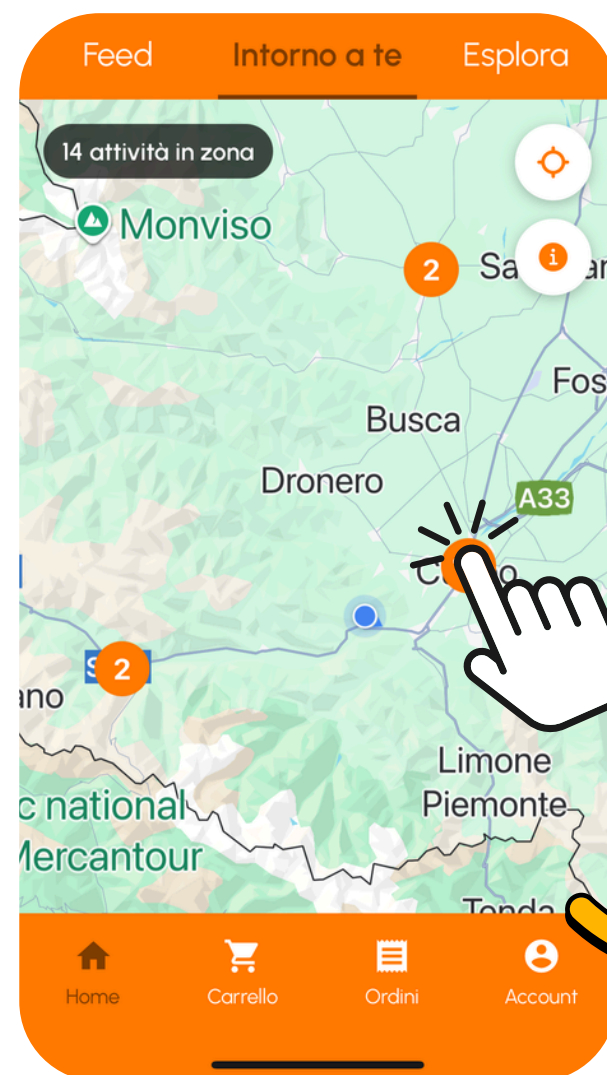 Feed Intorno a te Esplora
14 attività in zona
Monviso
2
Fos
Busca
Dronero
A33
2
Limone
Piemonte
c national
Mercantour
Home Carrello Ordini Account